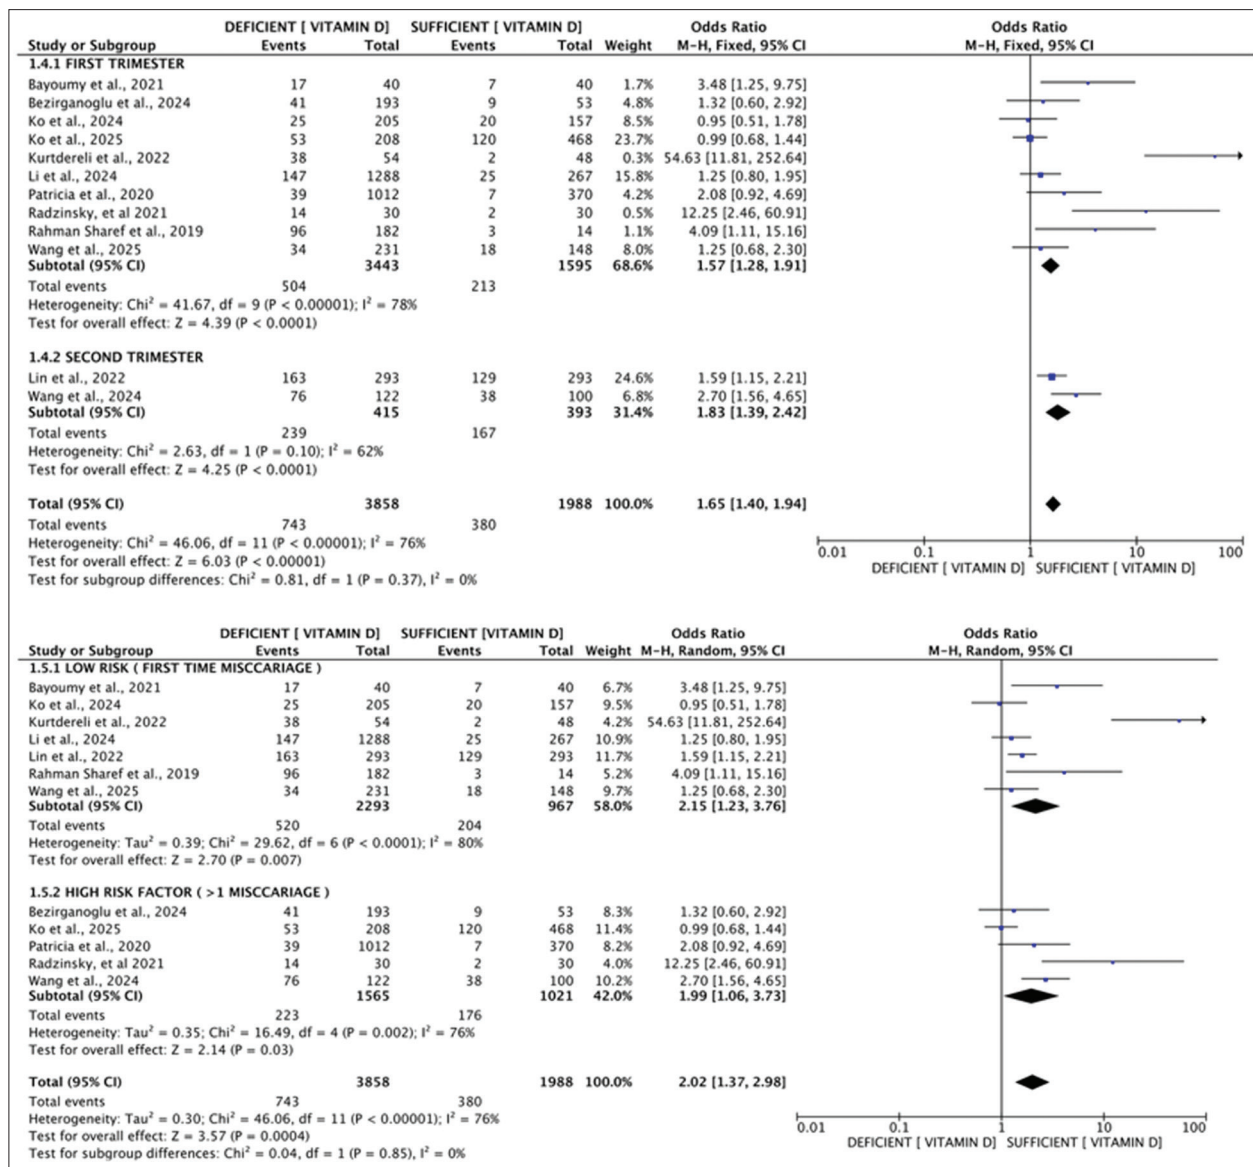 DEFICIENT [ VITAMIN D] SUFFICIENT [ VITAMIN D] Odds Ratio Odds Ratio
Study or Subgroup Events Total Events Total Weight M-H, Fixed, 95% CI M-H, Fixed, 95% CI
1.4.1 FIRST TRIMESTER
Bayoumy et al., 2021 17 40 7 40 1.7% 3.48 [1.25, 9.75]
Bezirganoglu et al., 2024 41 193 9 53 4.8% 1.32 [0.60, 2.92]
Ko et al., 2024 25 205 20 157 8.5% 0.95 [0.51, 1.78]
Ko et al., 2025 53 208 120 468 23.7% 0.99 [0.68, 1.44]
Kurtdereli et al., 2022 38 54 2 48 0.3% 54.63 [11.81, 252.64]
Li et al., 2024 147 1288 25 267 15.8% 1.25 [0.80, 1.95]
Patricia et al., 2020 39 1012 7 370 4.2% 2.08 [0.92, 4.69]
Radzinsky, et al 2021 14 30 2 30 0.5% 12.25 [2.46, 60.91]
Rahman Sharef et al., 2019 96 182 3 14 1.1% 4.09 [1.11, 15.16]
Wang et al., 2025 34 231 18 148 8.0% 1.25 [0.68, 2.30]
Subtotal (95% CI) 3443 1595 68.6% 1.57 [1.28, 1.91]
Total events 504 213
Heterogeneity: Chi² = 41.67, df = 9 (P < 0.00001); I² = 78%
Test for overall effect: Z = 4.39 (P < 0.0001)
1.4.2 SECOND TRIMESTER
Lin et al., 2022 163 293 129 293 24.6% 1.59 [1.15, 2.21]
Wang et al., 2024 76 122 38 100 6.8% 2.70 [1.56, 4.65]
Subtotal (95% CI) 415 393 31.4% 1.83 [1.39, 2.42]
Total events 239 167
Heterogeneity: Chi² = 2.63, df = 1 (P = 0.10); I² = 62%
Test for overall effect: Z = 4.25 (P < 0.0001)
Total (95% CI) 3858 1988 100.0% 1.65 [1.40, 1.94]
Total events 743 380
Heterogeneity: Chi² = 46.06, df = 11 (P < 0.00001); I² = 76%
Test for overall effect: Z = 6.03 (P < 0.00001)
Test for subgroup differences: Chi² = 0.81, df = 1 (P = 0.37), I² = 0%
0.01 0.1 1 10 100
DEFICIENT [ VITAMIN D] SUFFICIENT [ VITAMIN D]
DEFICIENT [ VITAMIN D] SUFFICIENT [VITAMIN D] Odds Ratio Odds Ratio
Study or Subgroup Events Total Events Total Weight M-H, Random, 95% CI M-H, Random, 95% CI
1.5.1 LOW RISK ( FIRST TIME MISCCARIAGE )
Bayoumy et al., 2021 17 40 7 40 6.7% 3.48 [1.25, 9.75]
Ko et al., 2024 25 205 20 157 9.5% 0.95 [0.51, 1.78]
Kurtdereli et al., 2022 38 54 2 48 4.2% 54.63 [11.81, 252.64]
Li et al., 2024 147 1288 25 267 10.9% 1.25 [0.80, 1.95]
Lin et al., 2022 163 293 129 293 11.7% 1.59 [1.15, 2.21]
Rahman Sharef et al., 2019 96 182 3 14 5.2% 4.09 [1.11, 15.16]
Wang et al., 2025 34 231 18 148 9.7% 1.25 [0.68, 2.30]
Subtotal (95% CI) 2293 967 58.0% 2.15 [1.23, 3.76]
Total events 520 204
Heterogeneity: Tau² = 0.39; Chi² = 29.62, df = 6 (P < 0.0001); I² = 80%
Test for overall effect: Z = 2.70 (P = 0.007)
1.5.2 HIGH RISK FACTOR ( >1 MISCCARIAGE )
Bezirganoglu et al., 2024 41 193 9 53 8.3% 1.32 [0.60, 2.92]
Ko et al., 2025 53 208 120 468 11.4% 0.99 [0.68, 1.44]
Patricia et al., 2020 39 1012 7 370 8.2% 2.08 [0.92, 4.69]
Radzinsky, et al 2021 14 30 2 30 4.0% 12.25 [2.46, 60.91]
Wang et al., 2024 76 122 38 100 10.2% 2.70 [1.56, 4.65]
Subtotal (95% CI) 1565 1021 42.0% 1.99 [1.06, 3.73]
Total events 223 176
Heterogeneity: Tau² = 0.35; Chi² = 16.49, df = 4 (P = 0.002); I² = 76%
Test for overall effect: Z = 2.14 (P = 0.03)
Total (95% CI) 3858 1988 100.0% 2.02 [1.37, 2.98]
Total events 743 380
Heterogeneity: Tau² = 0.30; Chi² = 46.06, df = 11 (P < 0.00001); I² = 76%
Test for overall effect: Z = 3.57 (P = 0.0004)
Test for subgroup differences: Chi² = 0.04, df = 1 (P = 0.85), I² = 0%
0.01 0.1 1 10 100
DEFICIENT [ VITAMIN D] SUFFICIENT [ VITAMIN D]